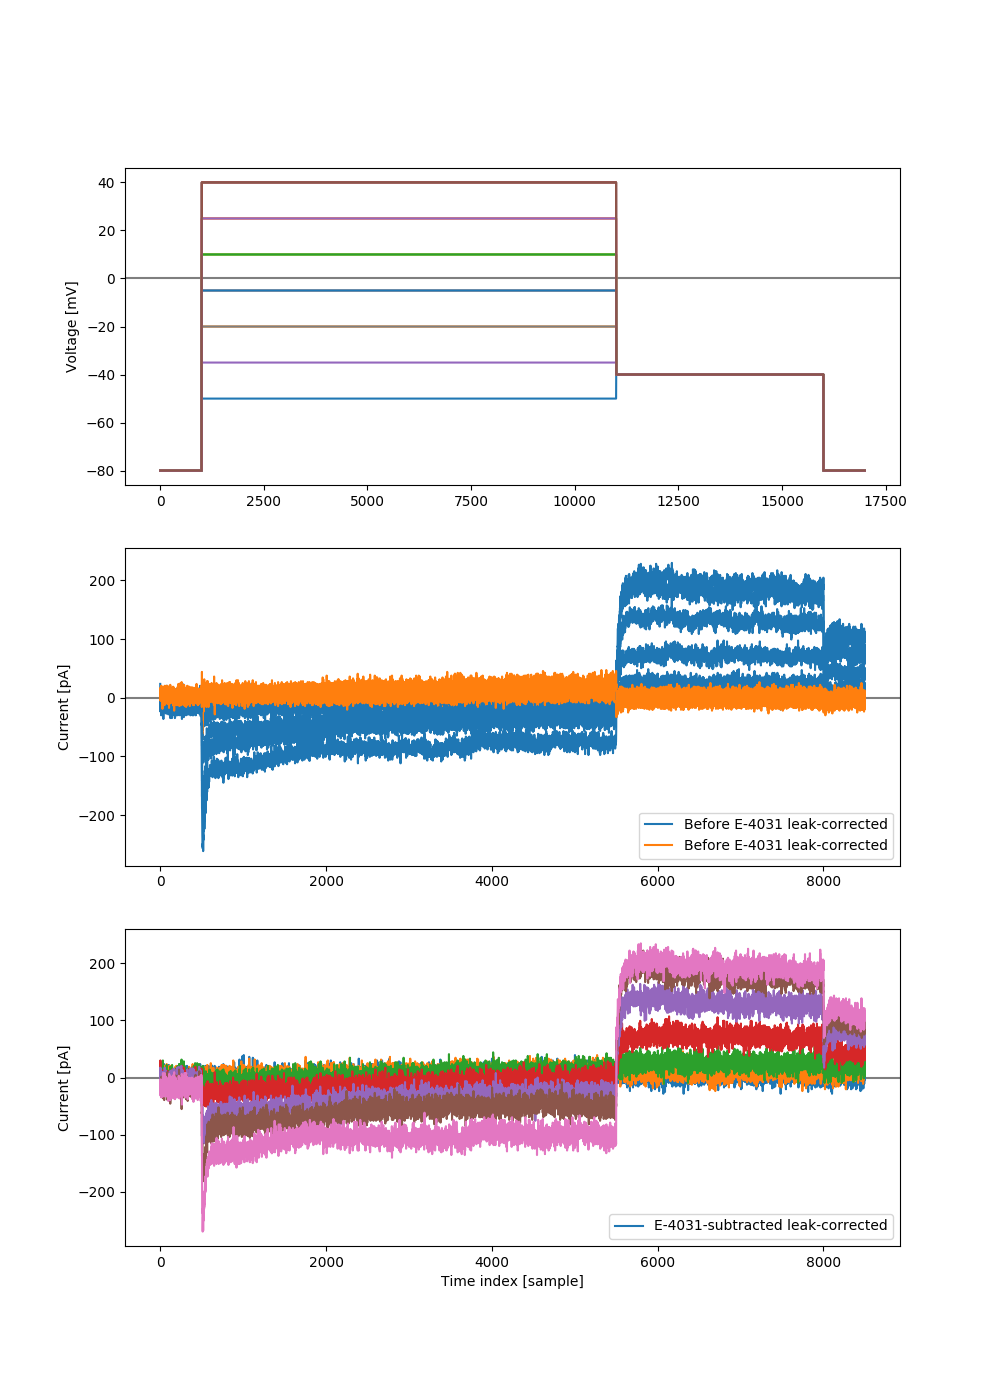 40
20
0
−20
−40
−60
−80
Voltage [mV]
0 2500 5000 7500 10000 12500 15000 17500
200
100
0
−100
−200
Current [pA]
Before E-4031 leak-corrected
Before E-4031 leak-corrected
0 2000 4000 6000 8000
200
100
0
−100
−200
Current [pA]
E-4031-subtracted leak-corrected
0 2000 4000 6000 8000
Time index [sample]